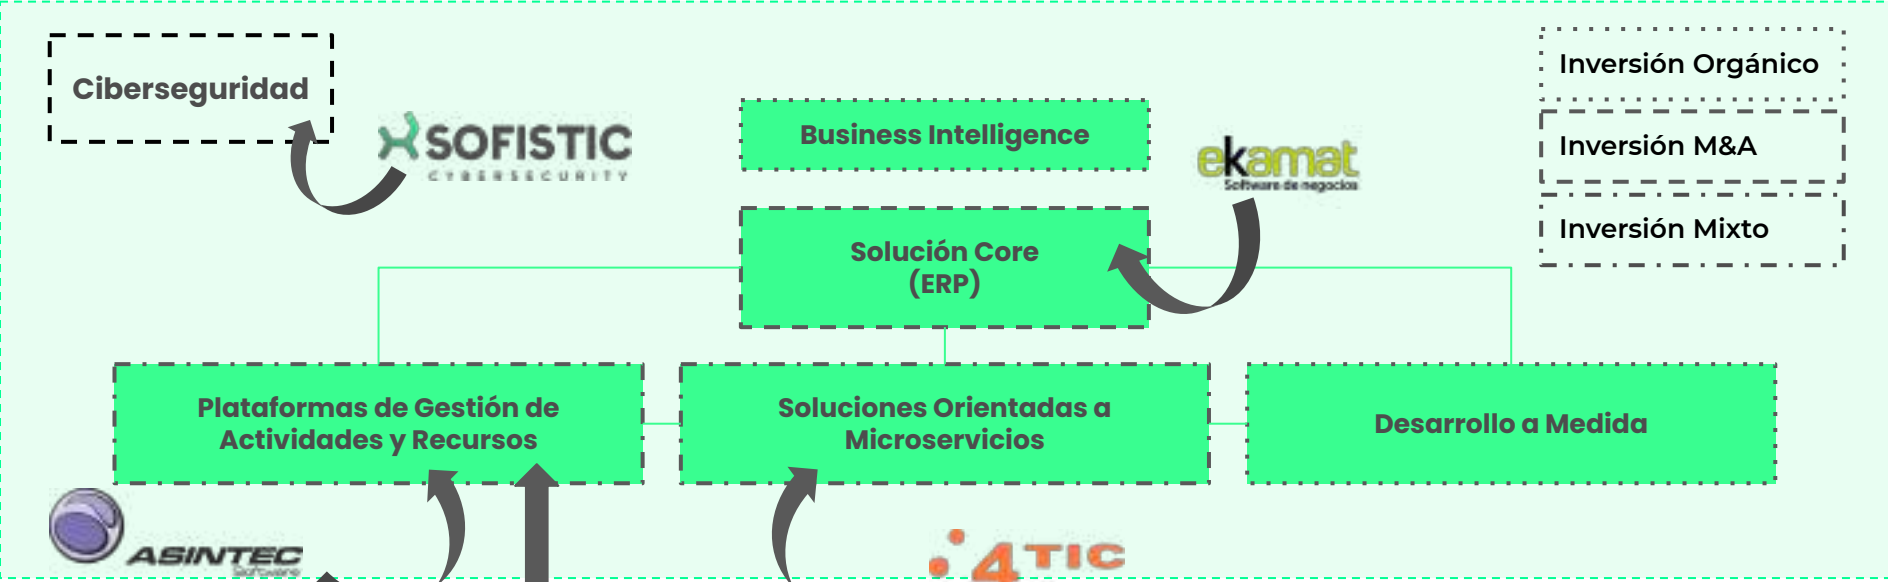 Ciberseguridad
SOFISTIC
CYBERSECURITY
Business Intelligence
ekamat
Software de negocios
Inversión Orgánico
Inversión M&A
Inversión Mixto
Solución Core
(ERP)
Plataformas de Gestión de
Actividades y Recursos
Soluciones Orientadas a
Microservicios
Desarrollo a Medida
ASINTEC
Software
4TIC